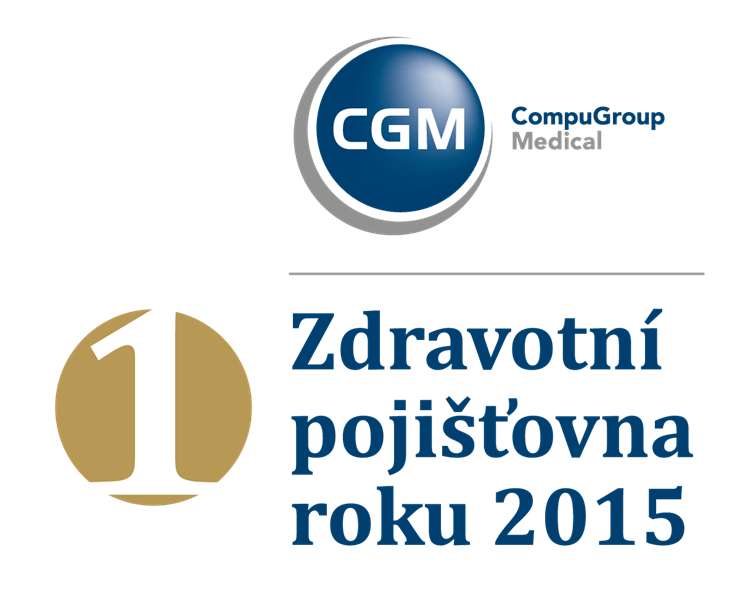 CGM
CompuGroup
Medical
1
Zdravotní
pojišťovna
roku 2015